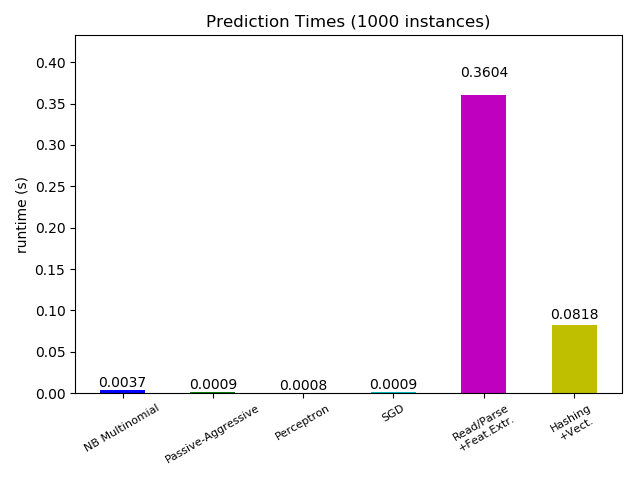 Prediction Times (1000 instances)
0.40
0.35
0.30
0.25
0.20
0.15
0.10
0.05
0.00
runtime (s)
0.0037
0.0009
0.0008
0.0009
0.3604
0.0818
NB Multinomial
Passive-Aggressive
Perceptron
SGD
Read/Parse
+Feat.Extr.
Hashing
+Vect.